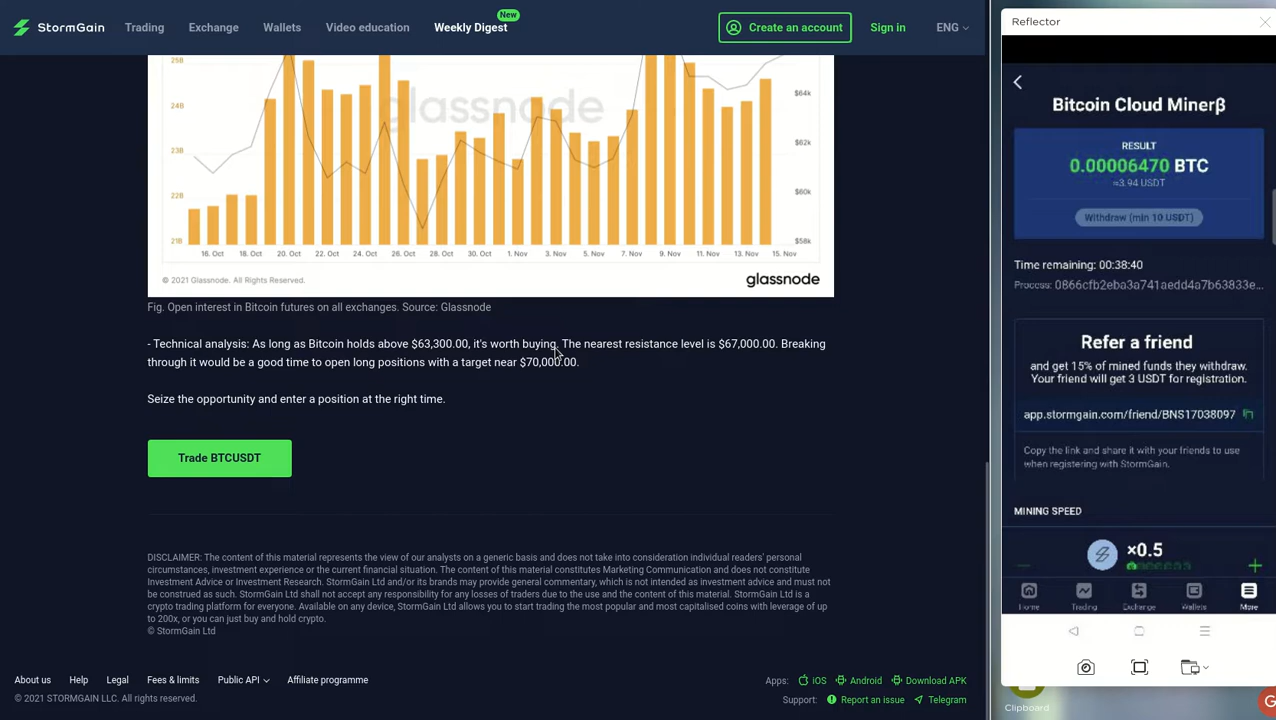 StormGain
Trading
Exchange
Wallets
Video education
New
Weekly Digest
Create an account
Sign in
ENG
25B
24B
23B
22B
21B
$64k
$62k
$60k
$58k
glassnode
16. Oct
18. Oct
20. Oct
22. Oct
24. Oct
26. Oct
28. Oct
30. Oct
1. Nov
3. Nov
5. Nov
7. Nov
9. Nov
11. Nov
13. Nov
15. Nov
© 2021 Glassnode. All Rights Reserved.
glassnode
Fig. Open interest in Bitcoin futures on all exchanges. Source: Glassnode
- Technical analysis: As long as Bitcoin holds above $63,300.00, it's worth buying. The nearest resistance level is $67,000.00. Breaking
through it would be a good time to open long positions with a target near $70,000.00.
Seize the opportunity and enter a position at the right time.
Trade BTCUSDT
DISCLAIMER: The content of this material represents the view of our analysts on a generic basis and does not take into consideration individual readers' personal
circumstances, investment experience or the current financial situation. The content of this material constitutes Marketing Communication and does not constitute
Investment Advice or Investment Research. StormGain Ltd and/or its brands may provide general commentary, which is not intended as investment advice and must not
be construed as such. StormGain Ltd shall not accept any responsibility for any losses of traders due to the use and the content of this material. StormGain Ltd is a
crypto trading platform for everyone. Available on any device, StormGain Ltd allows you to start trading the most popular and most capitalised coins with leverage of up
to 200x, or you can just buy and hold crypto.
© StormGain Ltd
About us
Help
Legal
Fees & limits
Public API
Affiliate programme
Apps:
iOS
Android
Download APK
© 2021 STORMGAIN LLC. All rights reserved.
Support:
Report an issue
Telegram
Reflector
Bitcoin Cloud Minerβ
RESULT
0.00006470 BTC
≈3.94 USDT
Withdraw (min 10 USDT)
Time remaining: 00:38:40
Process: 0866cfb2eba3a741aedd4a7b63833e...
Refer a friend
and get 15% of mined funds they withdraw.
Your friend will get 3 USDT for registration.
app.stormgain.com/friend/BNS17038097
Copy the link and share it with your friends to use
when registering with StormGain.
MINING SPEED
×0.5
Home
Trading
Exchange
Wallets
More
Clipboard
G